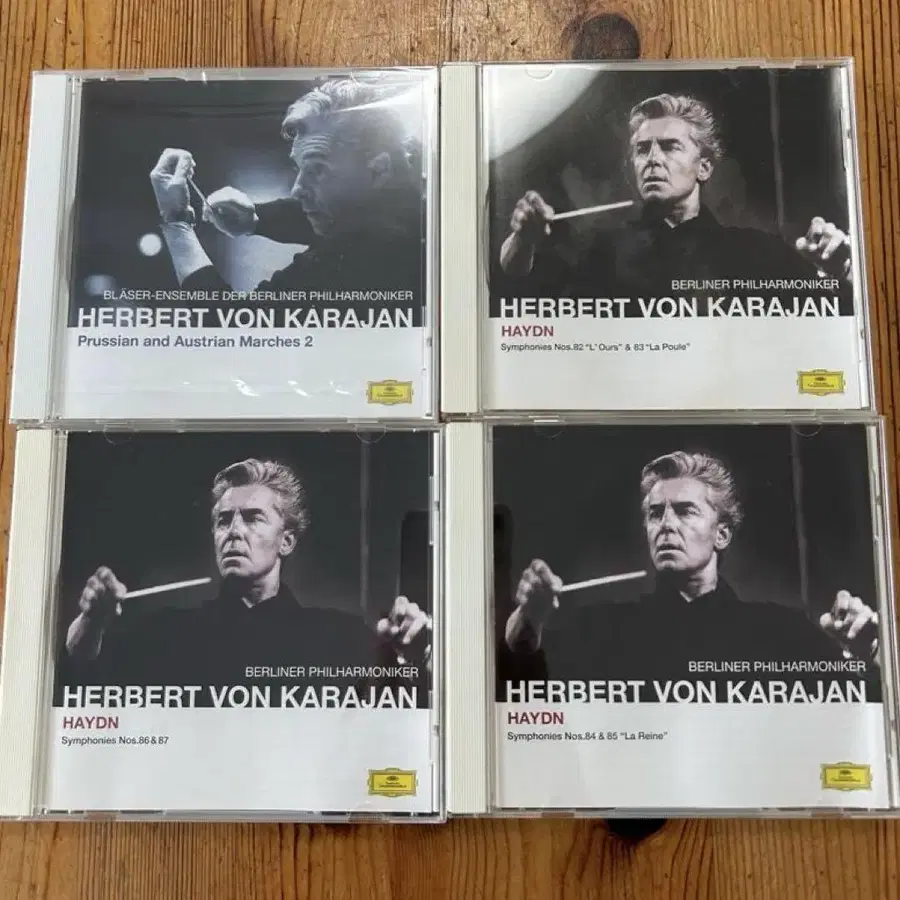 BLÄSER-ENSEMBLE DER BERLINER PHILHARMONIKER
HERBERT VON KARAJAN
Prussian and Austrian Marches 2
BERLINER PHILHARMONIKER
HERBERT VON KARAJAN
HAYDN
Symphonies Nos.82 "L'Ours" & 83 "La Poule"
BERLINER PHILHARMONIKER
HERBERT VON KARAJAN
HAYDN
Symphonies Nos.86 & 87
BERLINER PHILHARMONIKER
HERBERT VON KARAJAN
HAYDN
Symphonies Nos.84 & 85 "La Reine"